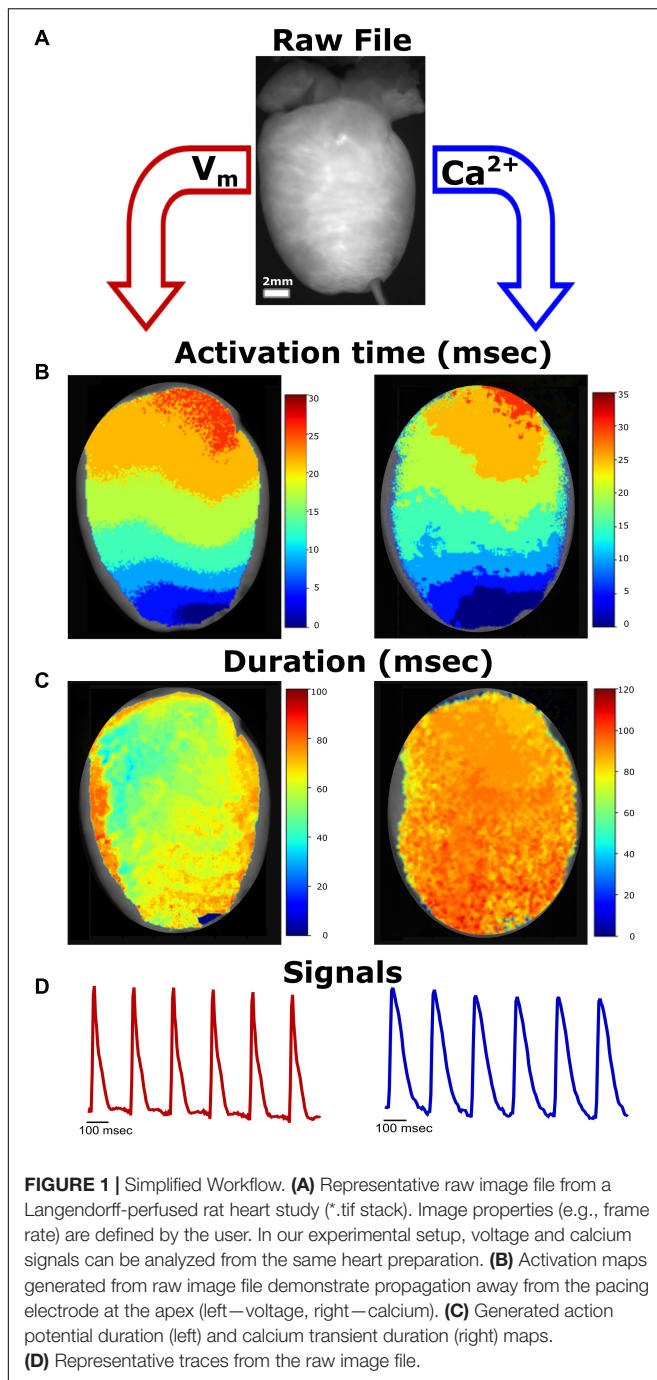 A
Raw File
Vm
Ca2+
2mm
Activation time (msec)
B
30
25
20
15
10
5
0
35
30
25
20
15
10
5
0
Duration (msec)
C
100
80
60
40
20
0
120
100
80
60
40
20
0
Signals
D
100 msec
100 msec
FIGURE 1 | Simplified Workflow. (A) Representative raw image file from a
Langendorff-perfused rat heart study (*.tif stack). Image properties (e.g., frame
rate) are defined by the user. In our experimental setup, voltage and calcium
signals can be analyzed from the same heart preparation. (B) Activation maps
generated from raw image file demonstrate propagation away from the pacing
electrode at the apex (left—voltage, right—calcium). (C) Generated action
potential duration (left) and calcium transient duration (right) maps.
(D) Representative traces from the raw image file.